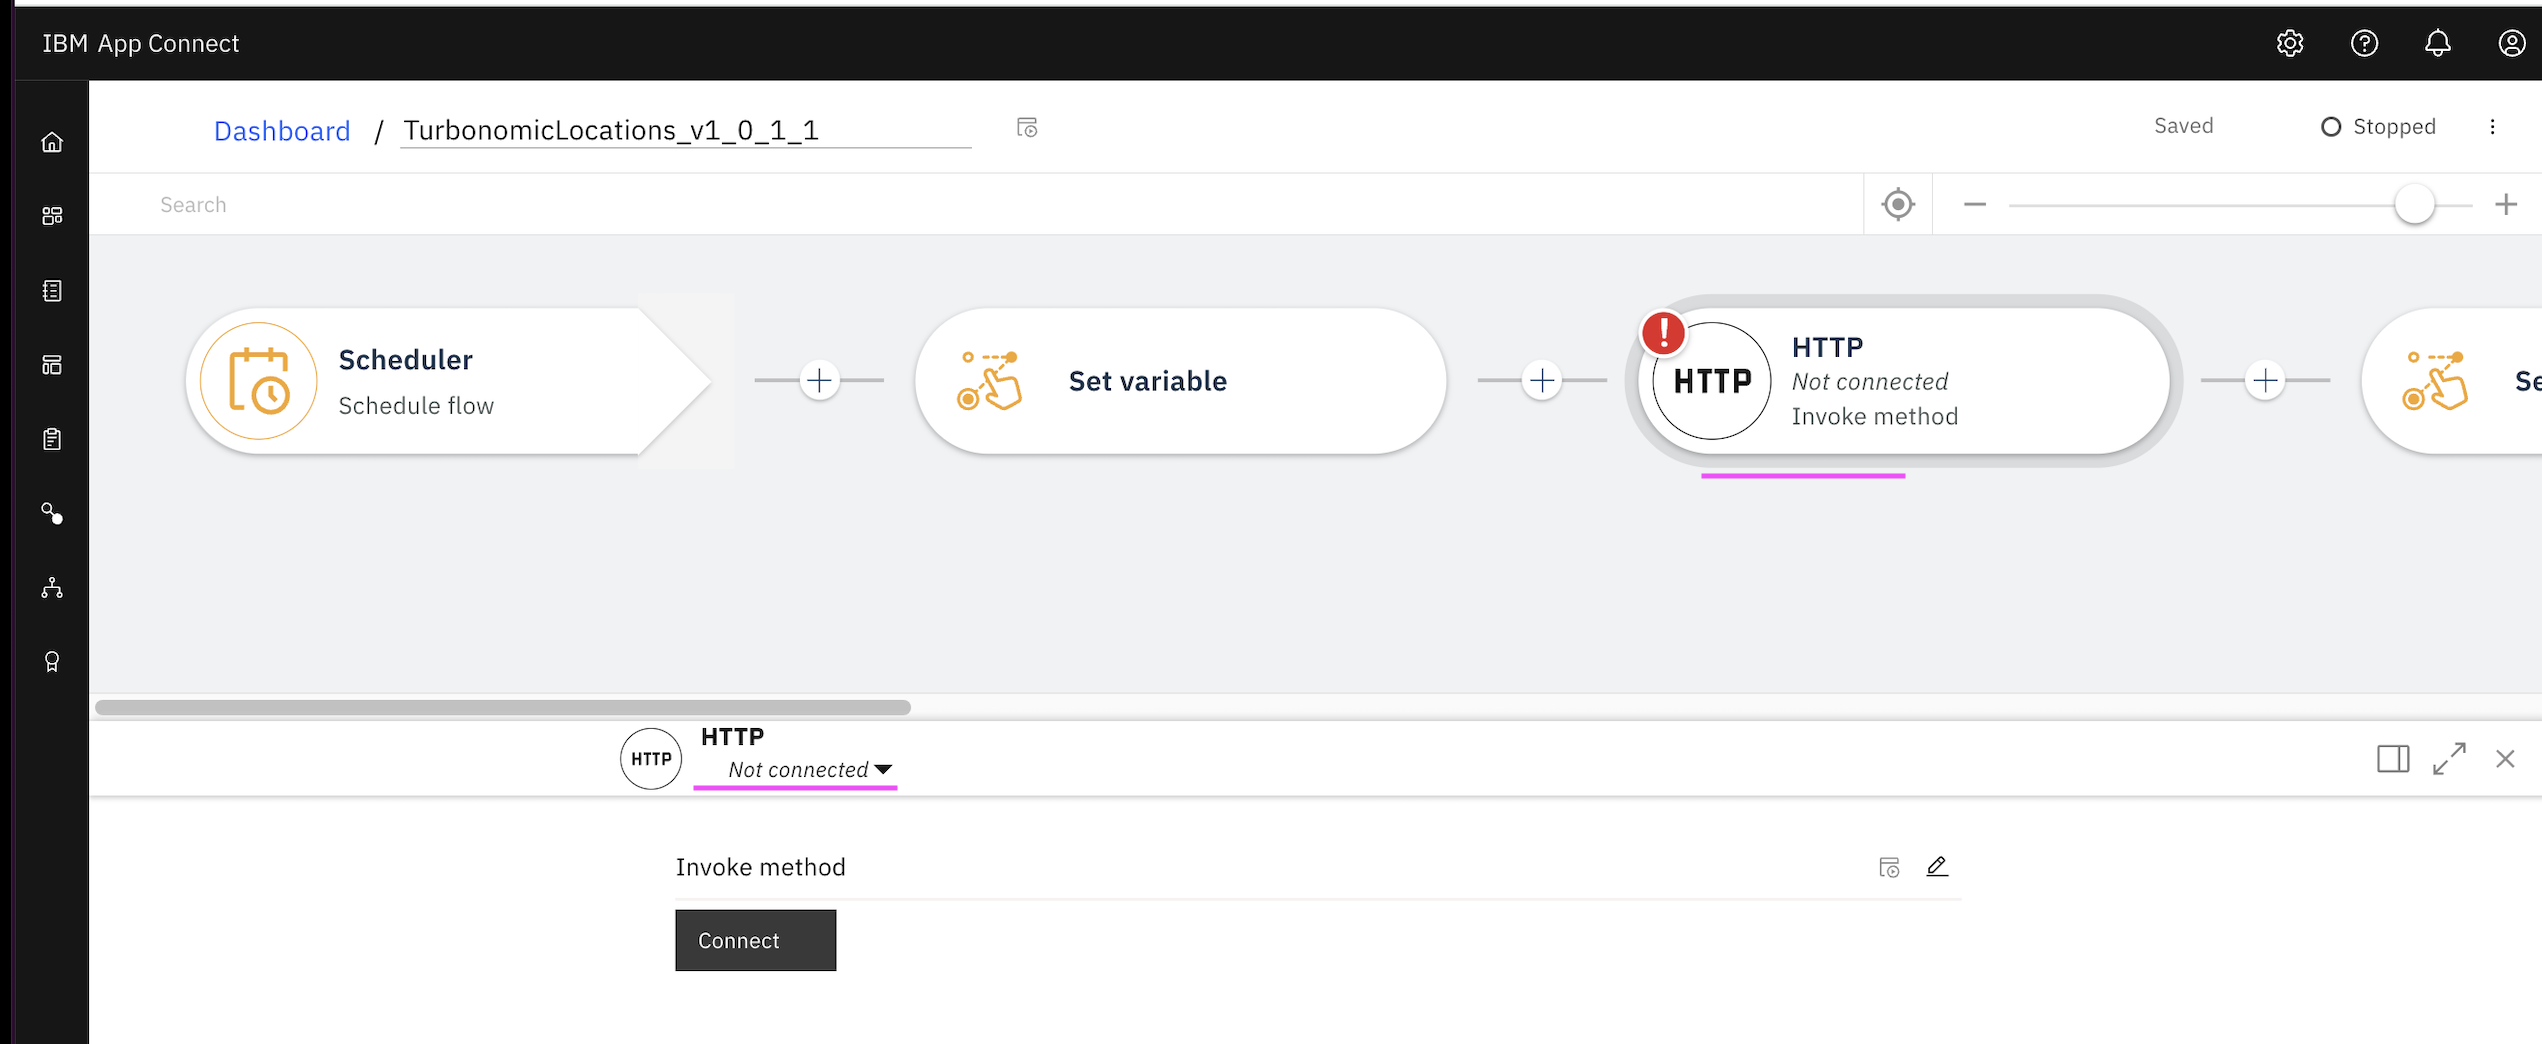 IBM App Connect
Dashboard / TurbonomicLocations_v1_0_1_1
Saved
Stopped
Search
Scheduler
Schedule flow
Set variable
HTTP
HTTP
Not connected
Invoke method
Se
HTTP
HTTP
Not connected
Invoke method
Connect